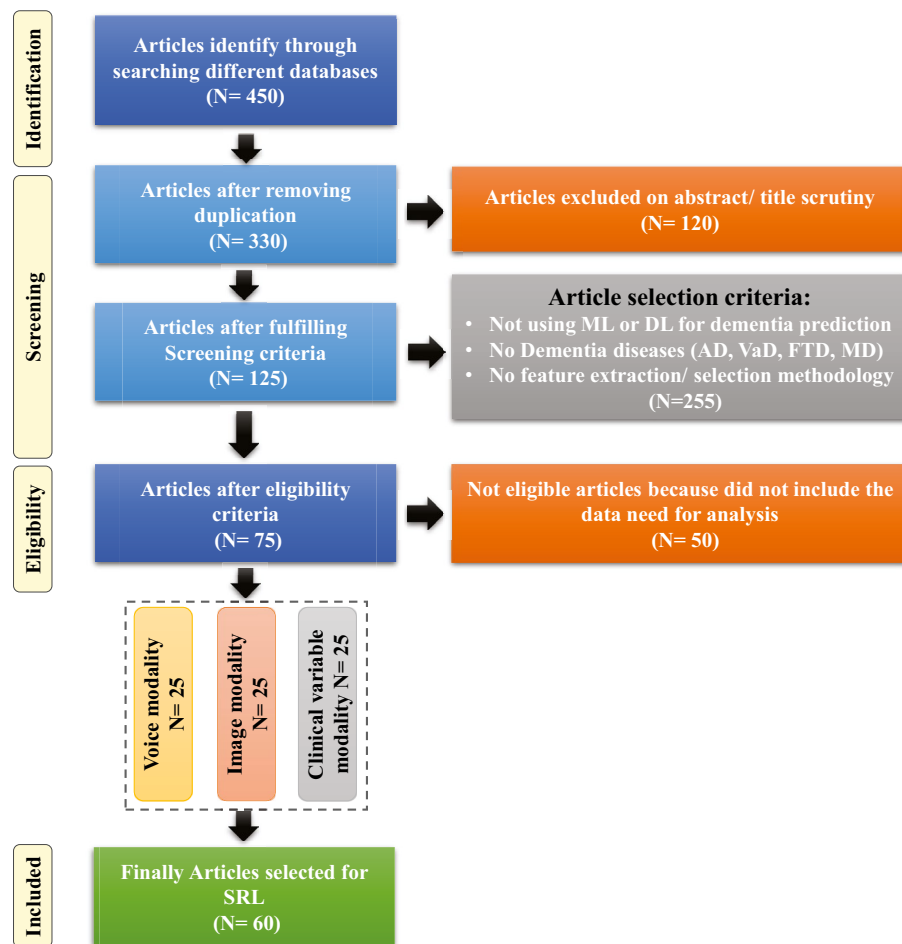 Identification
Articles identify through
searching different databases
(N= 450)
Screening
Articles after removing
duplication
(N= 330)
Articles excluded on abstract/ title scrutiny
(N= 120)
Articles after fulfilling
Screening criteria
(N= 125)
Article selection criteria:
• Not using ML or DL for dementia prediction
• No Dementia diseases (AD, VaD, FTD, MD)
• No feature extraction/ selection methodology
(N=255)
Eligibility
Articles after eligibility
criteria
(N= 75)
Not eligible articles because did not include the
data need for analysis
(N= 50)
Voice modality
N= 25
Image modality
N= 25
Clinical variable
modality N= 25
Included
Finally Articles selected for
SRL
(N= 60)